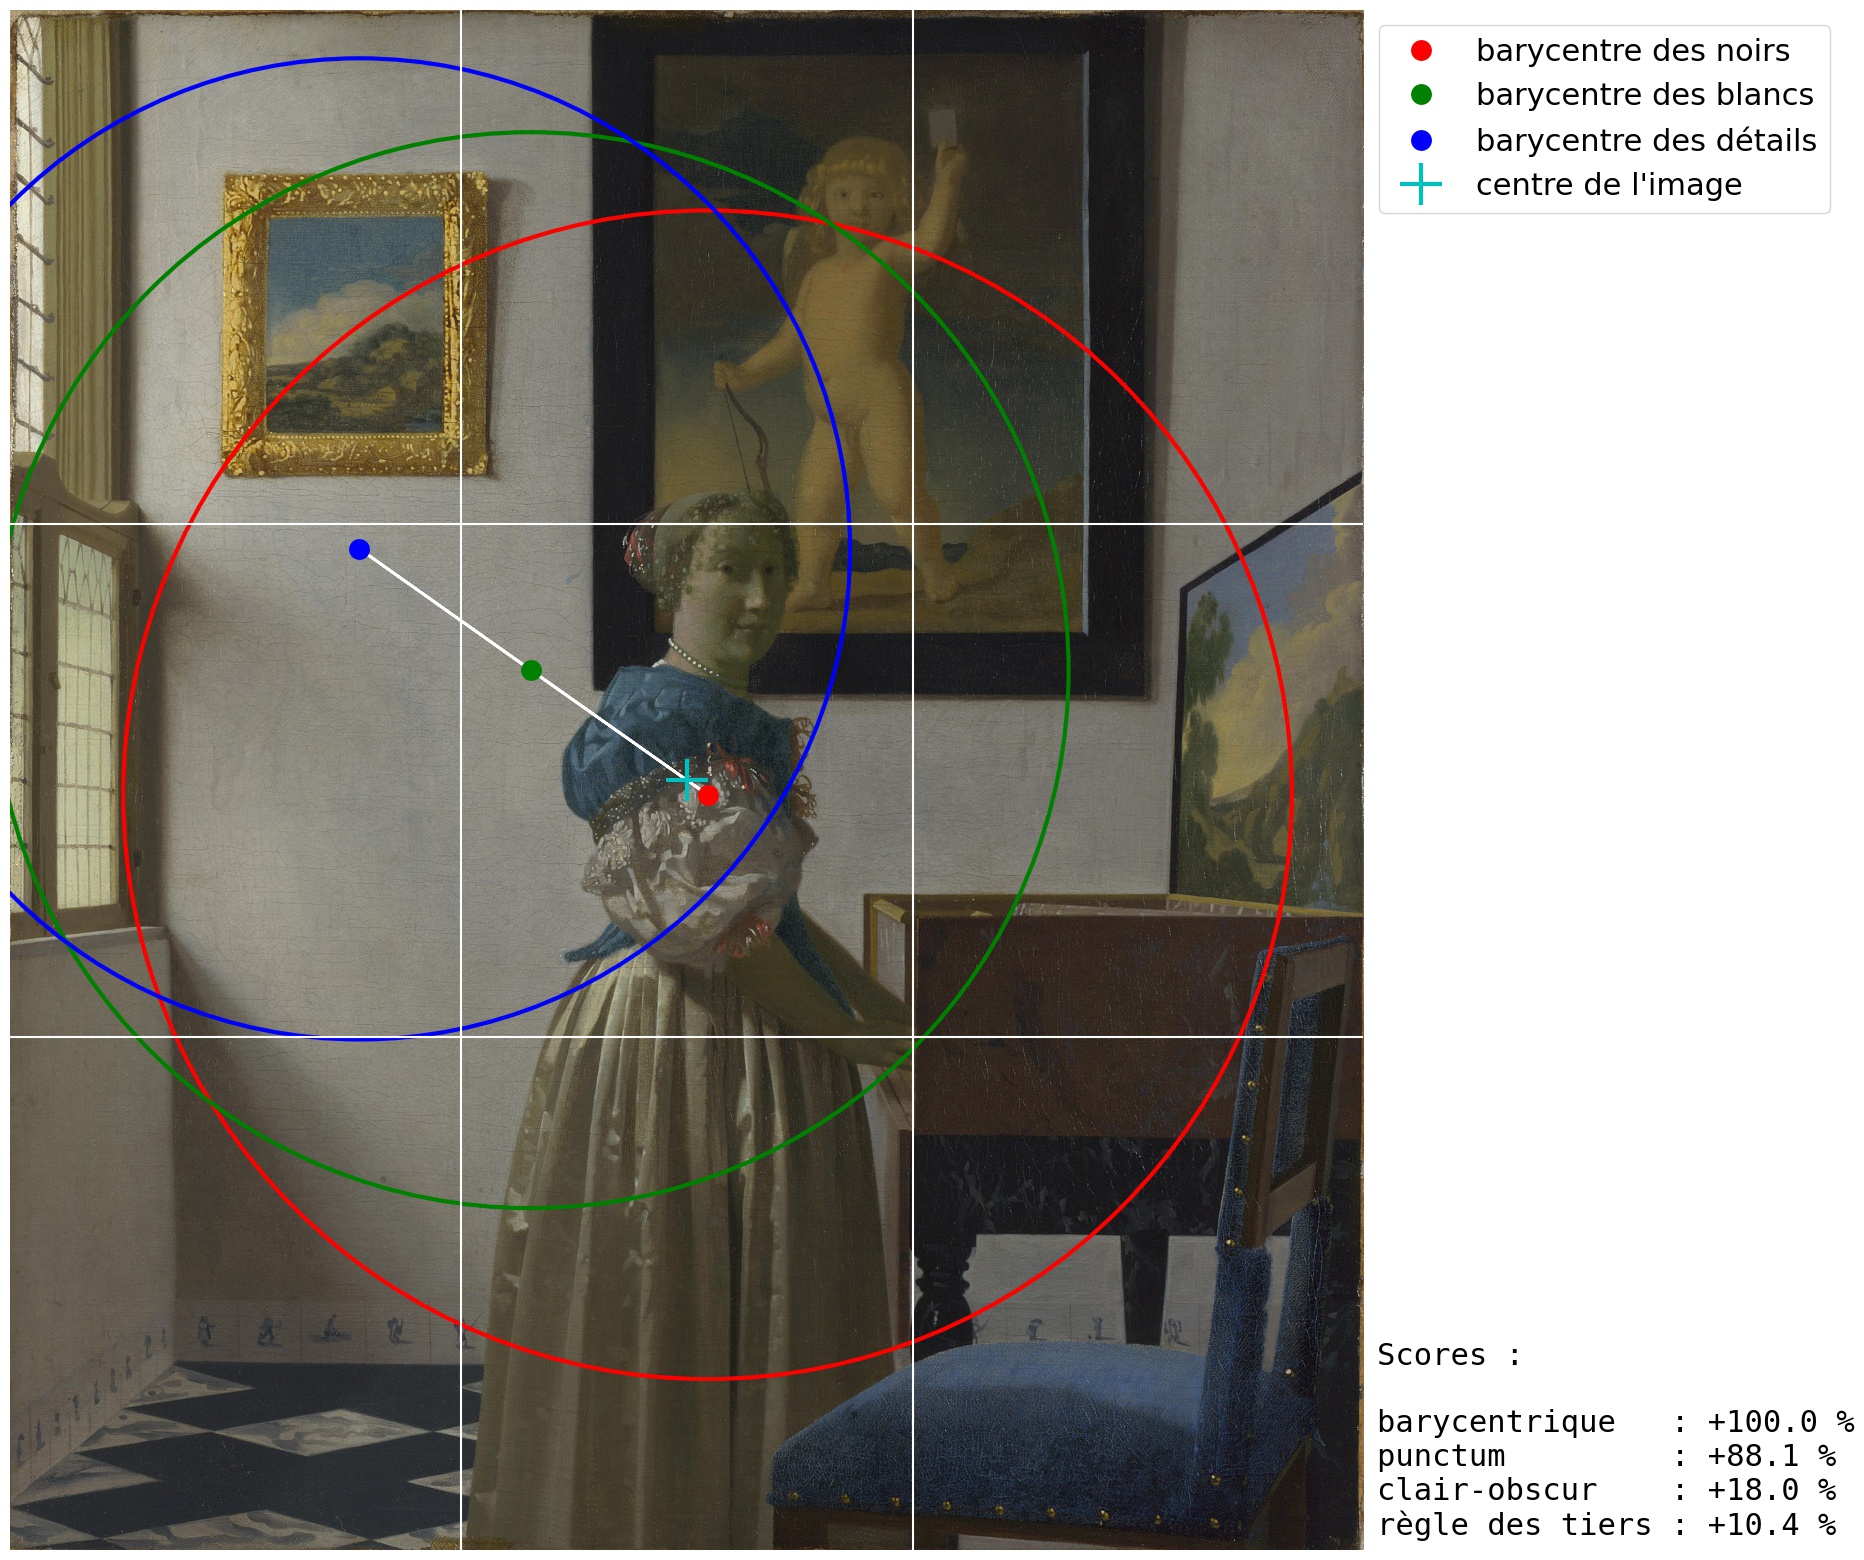 barycentre des noirs
barycentre des blancs
barycentre des détails
centre de l'image
Scores :
barycentrique   : +100.0 %
punctum         : +88.1 %
clair-obscur    : +18.0 %
règle des tiers : +10.4 %